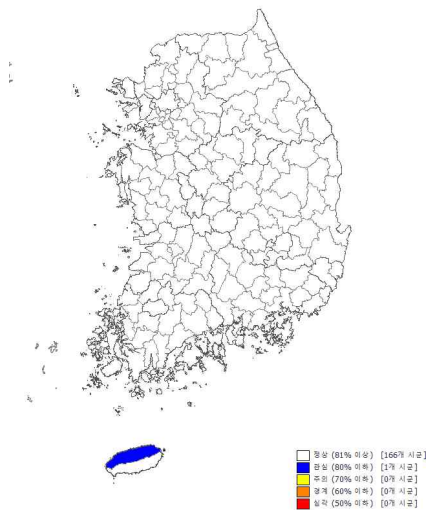 정상 (81% 이상) [166개 시군]
관심 (80% 이하) [1개 시군]
주의 (70% 이하) [0개 시군]
경계 (60% 이하) [0개 시군]
심각 (50% 이하) [0개 시군]